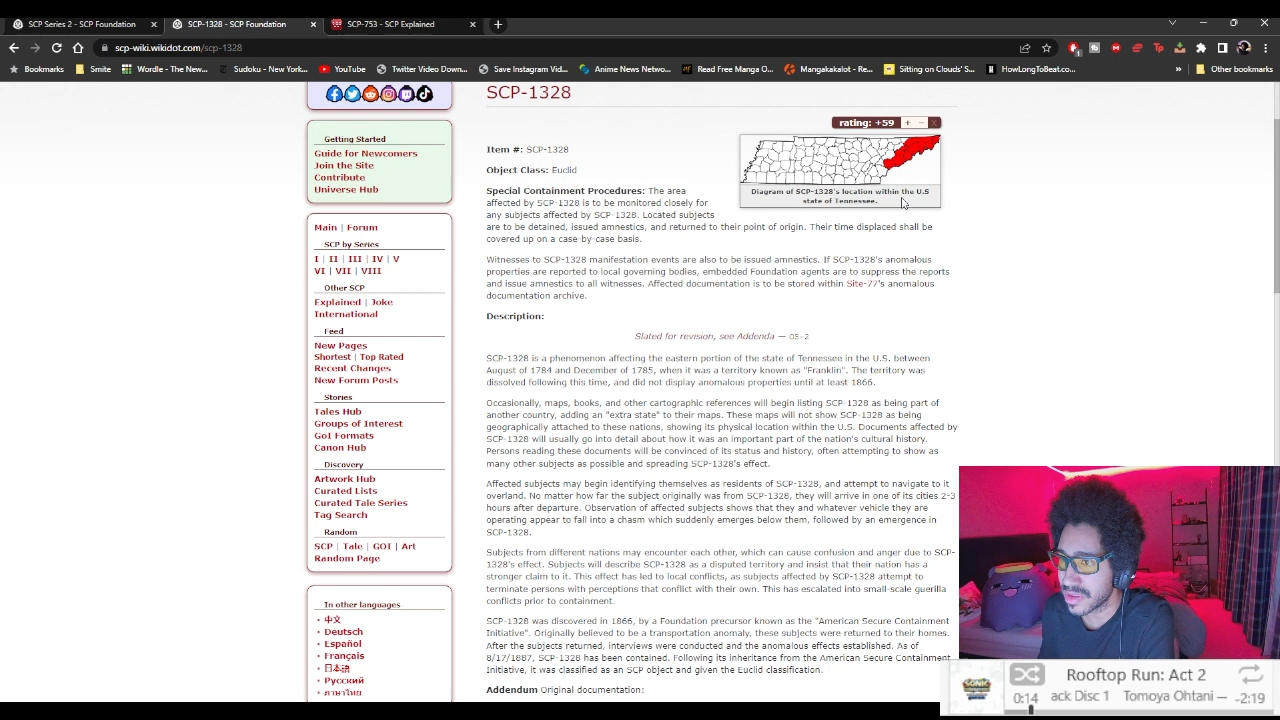 SCP Series 2 - SCP Foundation
SCP-1328 - SCP Foundation
SCP-753 - SCP Explained
scp-wiki.wikidot.com/scp-1328
Bookmarks
Smite
Wordle - The New...
Sudoku - New York...
YouTube
Twitter Video Down...
Save Instagram Vid...
Anime News Netwo...
Read Free Manga O...
Mangakakalot - Rea...
Sitting on Clouds' S...
HowLongToBeat.co...
» Other bookmarks
Getting Started
Guide for Newcomers
Join the Site
Contribute
Universe Hub
Main | Forum
SCP by Series
I | II | III | IV | V
VI | VII | VIII
Other SCP
Explained | Joke
International
Feed
New Pages
Shortest | Top Rated
Recent Changes
New Forum Posts
Stories
Tales Hub
Groups of Interest
GoI Formats
Canon Hub
Discovery
Artwork Hub
Curated Lists
Curated Tale Series
Tag Search
Random
SCP | Tale | GOI | Art
Random Page
In other languages
中文
Deutsch
Español
Français
日本語
Русский
ภาษาไทย
SCP-1328
rating: +59 + – x
Diagram of SCP-1328's location within the U.S
state of Tennessee.
Item #: SCP-1328
Object Class: Euclid
Special Containment Procedures: The area
affected by SCP-1328 is to be monitored closely for
any subjects affected by SCP-1328. Located subjects
are to be detained, issued amnestics, and returned to their point of origin. Their time displaced shall be
covered up on a case-by-case basis.
Witnesses to SCP-1328 manifestation events are also to be issued amnestics. If SCP-1328's anomalous
properties are reported to local governing bodies, embedded Foundation agents are to suppress the reports
and issue amnestics to all witnesses. Affected documentation is to be stored within Site-77's anomalous
documentation archive.
Description:
Slated for revision, see Addenda — O5-2
SCP-1328 is a phenomenon affecting the eastern portion of the state of Tennessee in the U.S. between
August of 1784 and December of 1785, when it was a territory known as "Franklin". The territory was
dissolved following this time, and did not display anomalous properties until at least 1866.
Occasionally, maps, books, and other cartographic references will begin listing SCP-1328 as being part of
another country, adding an "extra state" to their maps. These maps will not show SCP-1328 as being
geographically attached to these nations, showing its physical location within the U.S. Documents affected by
SCP-1328 will usually go into detail about how it was an important part of the nation's cultural history.
Persons reading these documents will be convinced of its status and history, often attempting to show as
many other subjects as possible and spreading SCP-1328's effect.
Affected subjects may begin identifying themselves as residents of SCP-1328, and attempt to navigate to it
overland. No matter how far the subject originally was from SCP-1328, they will arrive in one of its cities 2-3
hours after departure. Observation of affected subjects shows that they and whatever vehicle they are
operating appear to fall into a chasm which suddenly emerges below them, followed by an emergence in
SCP-1328.
Subjects from different nations may encounter each other, which can cause confusion and anger due to SCP-
1328's effect. Subjects will describe SCP-1328 as a disputed territory and insist that their nation has a
stronger claim to it. This effect has led to local conflicts, as subjects affected by SCP-1328 attempt to
terminate persons with perceptions that conflict with their own. This has escalated into small-scale guerilla
conflicts prior to containment.
SCP-1328 was discovered in 1866, by a Foundation precursor known as the "American Secure Containment
Initiative". Originally believed to be a transportation anomaly, these subjects were returned to their homes.
After the subjects returned, interviews were conducted and the anomalous effects established. As of
8/17/1887, SCP-1328 has been contained. Following its inheritance from the American Secure Containment
Initiative, it was classified as an SCP object and given the Euclid classification.
Addendum Original documentation:
Rooftop Run: Act 2
0:14 ack Disc 1 Tomoya Ohtani — -2:19